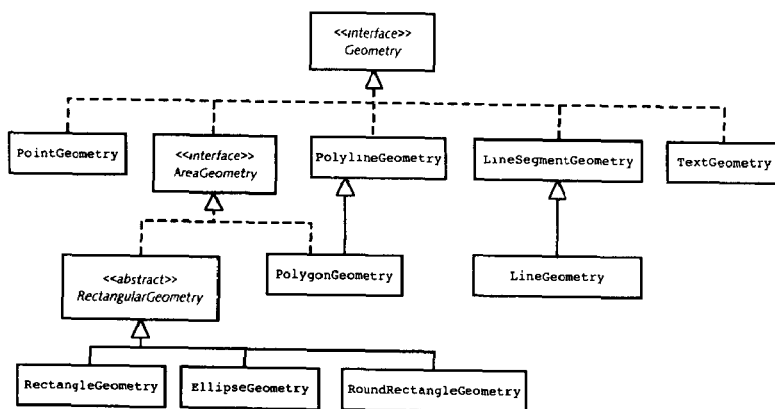 <<interface>>
Geometry
PointGeometry
<<interface>>
AreaGeometry
PolylineGeometry
LineSegmentGeometry
TextGeometry
<<abstract>>
RectangularGeometry
PolygonGeometry
LineGeometry
RectangleGeometry
EllipseGeometry
RoundRectangleGeometry